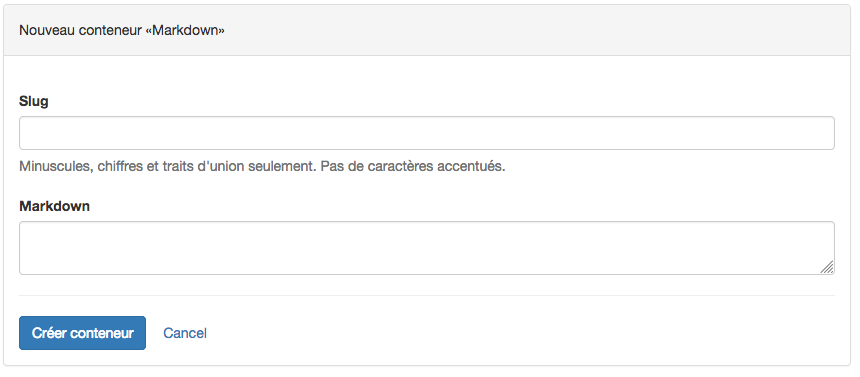 Nouveau conteneur «Markdown»
Slug
Minuscules, chiffres et traits d'union seulement. Pas de caractères accentués.
Markdown
Créer conteneur Cancel